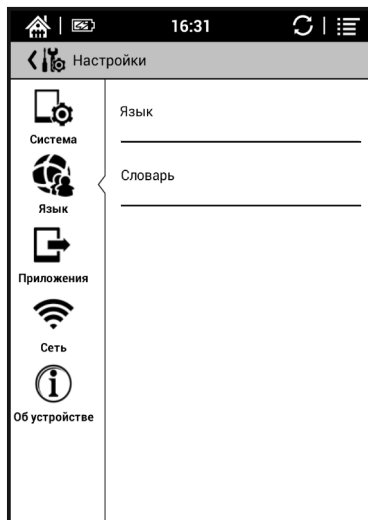 16:31
Настройки
Система
Язык
Приложения
Сеть
Об устройстве
Язык
Словарь